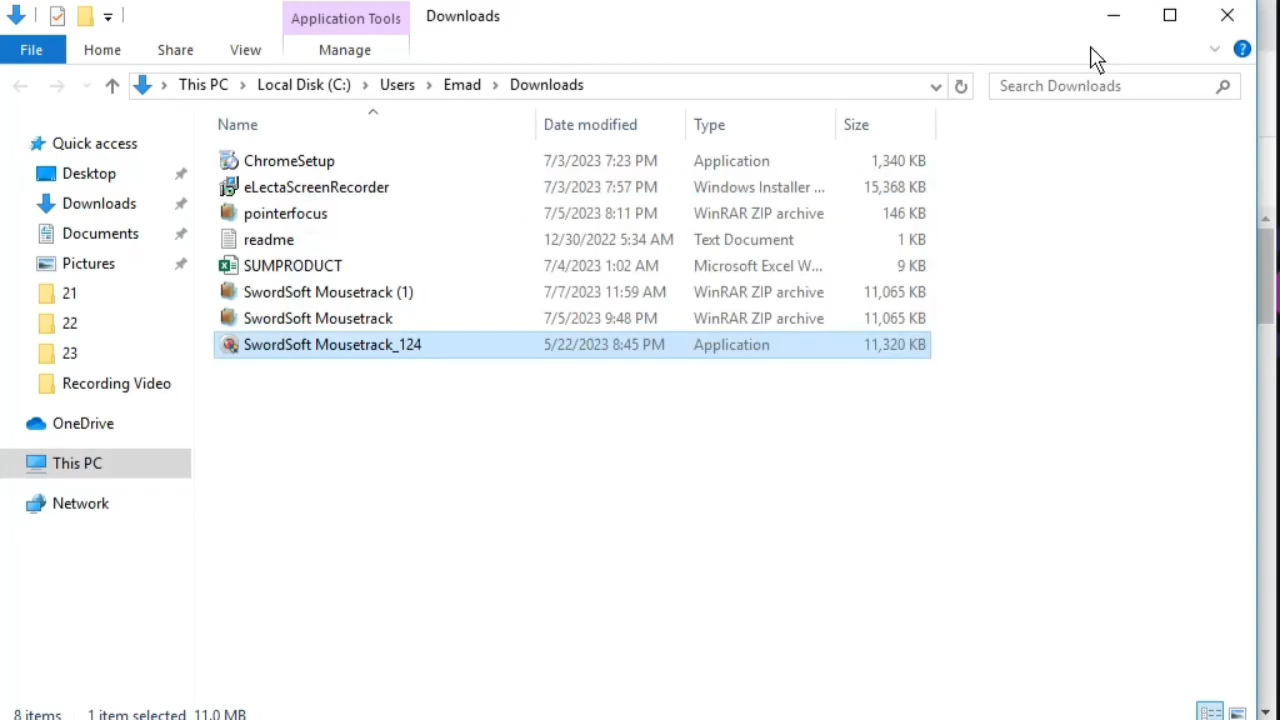 Application Tools
Downloads
File
Home
Share
View
Manage
This PC
Local Disk (C:)
Users
Emad
Downloads
Search Downloads
Name
Date modified
Type
Size
ChromeSetup 7/3/2023 7:23 PM Application 1,340 KB
eLectaScreenRecorder 7/3/2023 7:57 PM Windows Installer ... 15,368 KB
pointerfocus 7/5/2023 8:11 PM WinRAR ZIP archive 146 KB
readme 12/30/2022 5:34 AM Text Document 1 KB
SUMPRODUCT 7/4/2023 1:02 AM Microsoft Excel W... 9 KB
SwordSoft Mousetrack (1) 7/7/2023 11:59 AM WinRAR ZIP archive 11,065 KB
SwordSoft Mousetrack 7/5/2023 9:48 PM WinRAR ZIP archive 11,065 KB
SwordSoft Mousetrack_124 5/22/2023 8:45 PM Application 11,320 KB
Quick access
Desktop
Downloads
Documents
Pictures
21
22
23
Recording Video
OneDrive
This PC
Network
8 items
1 item selected 11.0 MB